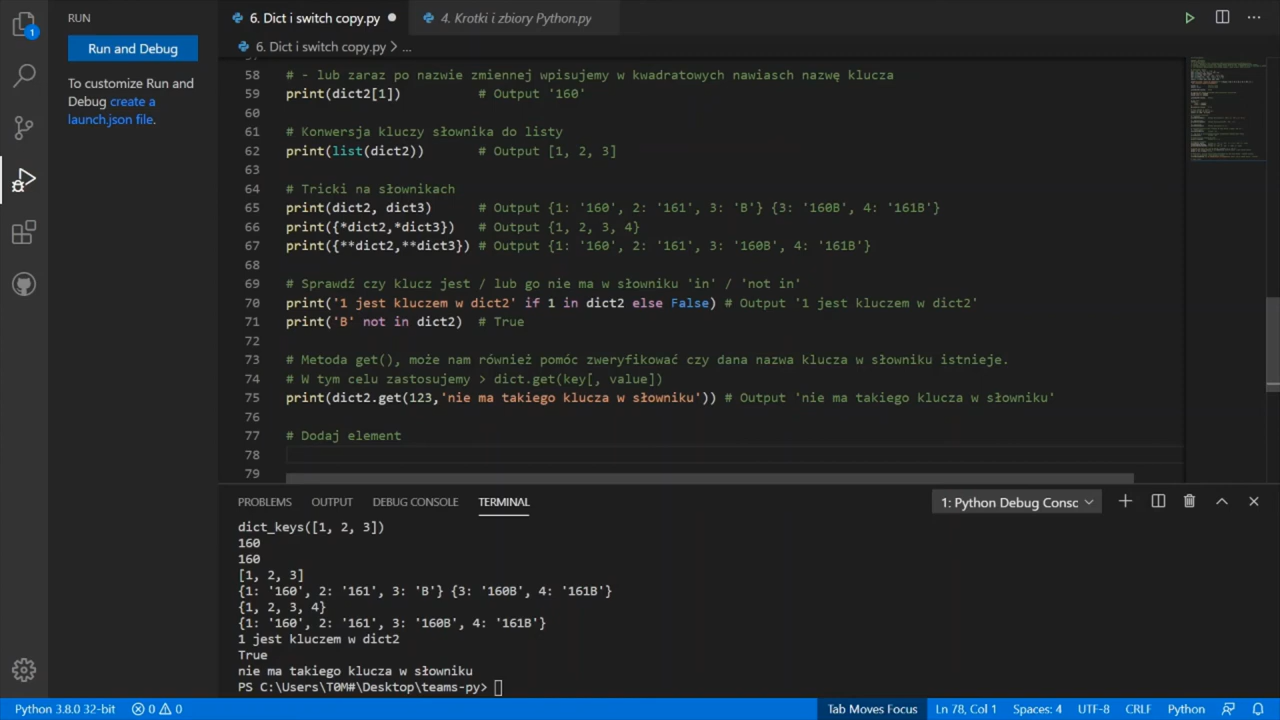 RUN
6. Dict i switch copy.py
4. Krotki i zbiory Python.py
Run and Debug
6. Dict i switch copy.py > ...
To customize Run and
Debug create a
launch.json file.
1
58 # - lub zaraz po nazwie zmiennej wpisujemy w kwadratowych nawiasch nazwę klucza
59 print(dict2[1]) # Output '160'
60
61 # Konwersja kluczy słownika do listy
62 print(list(dict2)) # Output [1, 2, 3]
63
64 # Tricki na słownikach
65 print(dict2, dict3) # Output {1: '160', 2: '161', 3: 'B'} {3: '160B', 4: '161B'}
66 print({*dict2,*dict3}) # Output {1, 2, 3, 4}
67 print({**dict2,**dict3}) # Output {1: '160', 2: '161', 3: '160B', 4: '161B'}
68
69 # Sprawdź czy klucz jest / lub go nie ma w słowniku 'in' / 'not in'
70 print('1 jest kluczem w dict2' if 1 in dict2 else False) # Output '1 jest kluczem w dict2'
71 print('B' not in dict2) # True
72
73 # Metoda get(), może nam również pomóc zweryfikować czy dana nazwa klucza w słowniku istnieje.
74 # W tym celu zastosujemy > dict.get(key[, value])
75 print(dict2.get(123,'nie ma takiego klucza w słowniku')) # Output 'nie ma takiego klucza w słowniku'
76
77 # Dodaj element
78
79
PROBLEMS OUTPUT DEBUG CONSOLE TERMINAL
1: Python Debug Consc
dict_keys([1, 2, 3])
160
160
[1, 2, 3]
{1: '160', 2: '161', 3: 'B'} {3: '160B', 4: '161B'}
{1, 2, 3, 4}
{1: '160', 2: '161', 3: '160B', 4: '161B'}
1 jest kluczem w dict2
True
nie ma takiego klucza w słowniku
PS C:\Users\T0M#\Desktop\teams-py>
Python 3.8.0 32-bit 0 0 Tab Moves Focus Ln 78, Col 1 Spaces: 4 UTF-8 CRLF Python